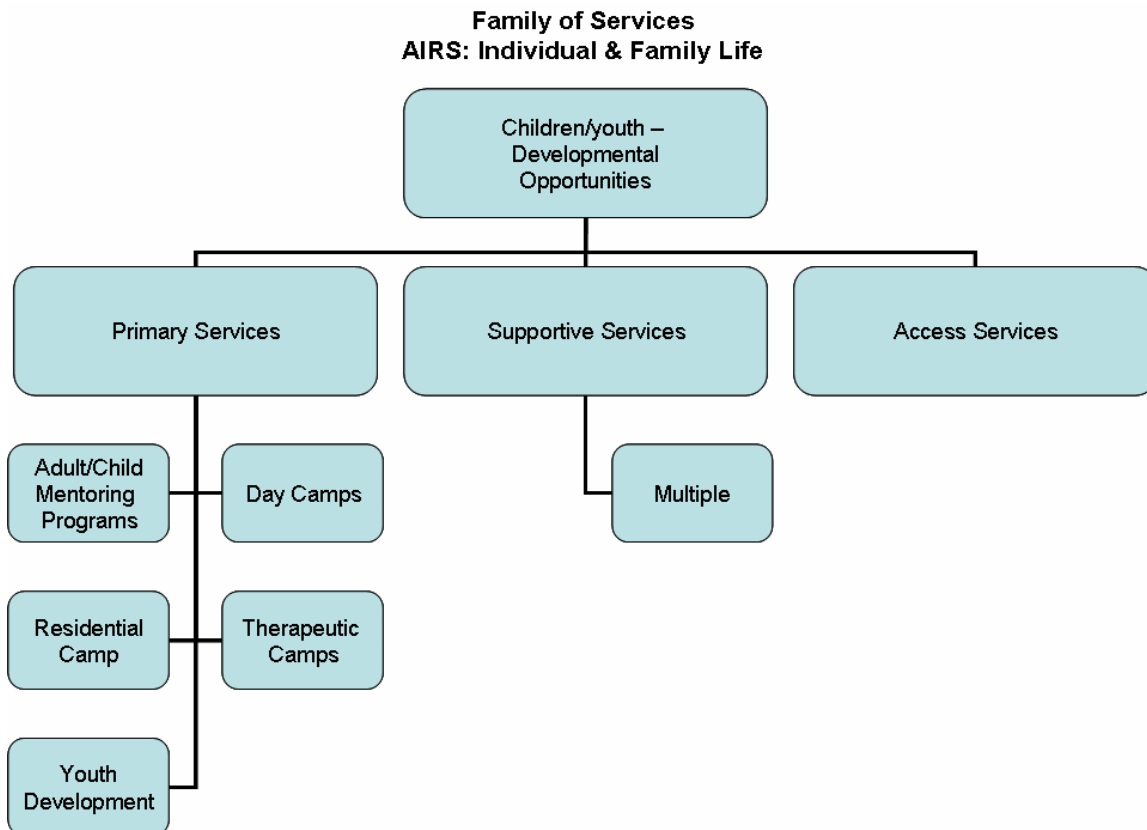 Family of Services
AIRS: Individual & Family Life
Children/youth –
Developmental
Opportunities
Primary Services
Supportive Services
Access Services
Adult/Child
Mentoring
Programs
Day Camps
Multiple
Residential
Camp
Therapeutic
Camps
Youth
Development